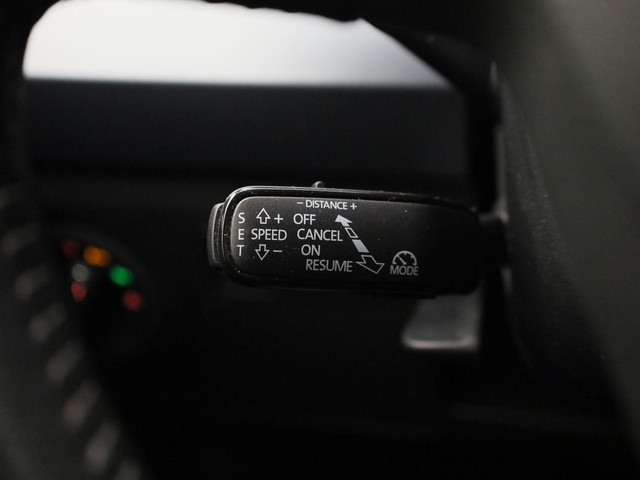 - DISTANCE +
S + OFF
E SPEED CANCEL
T - ON
RESUME
MODE